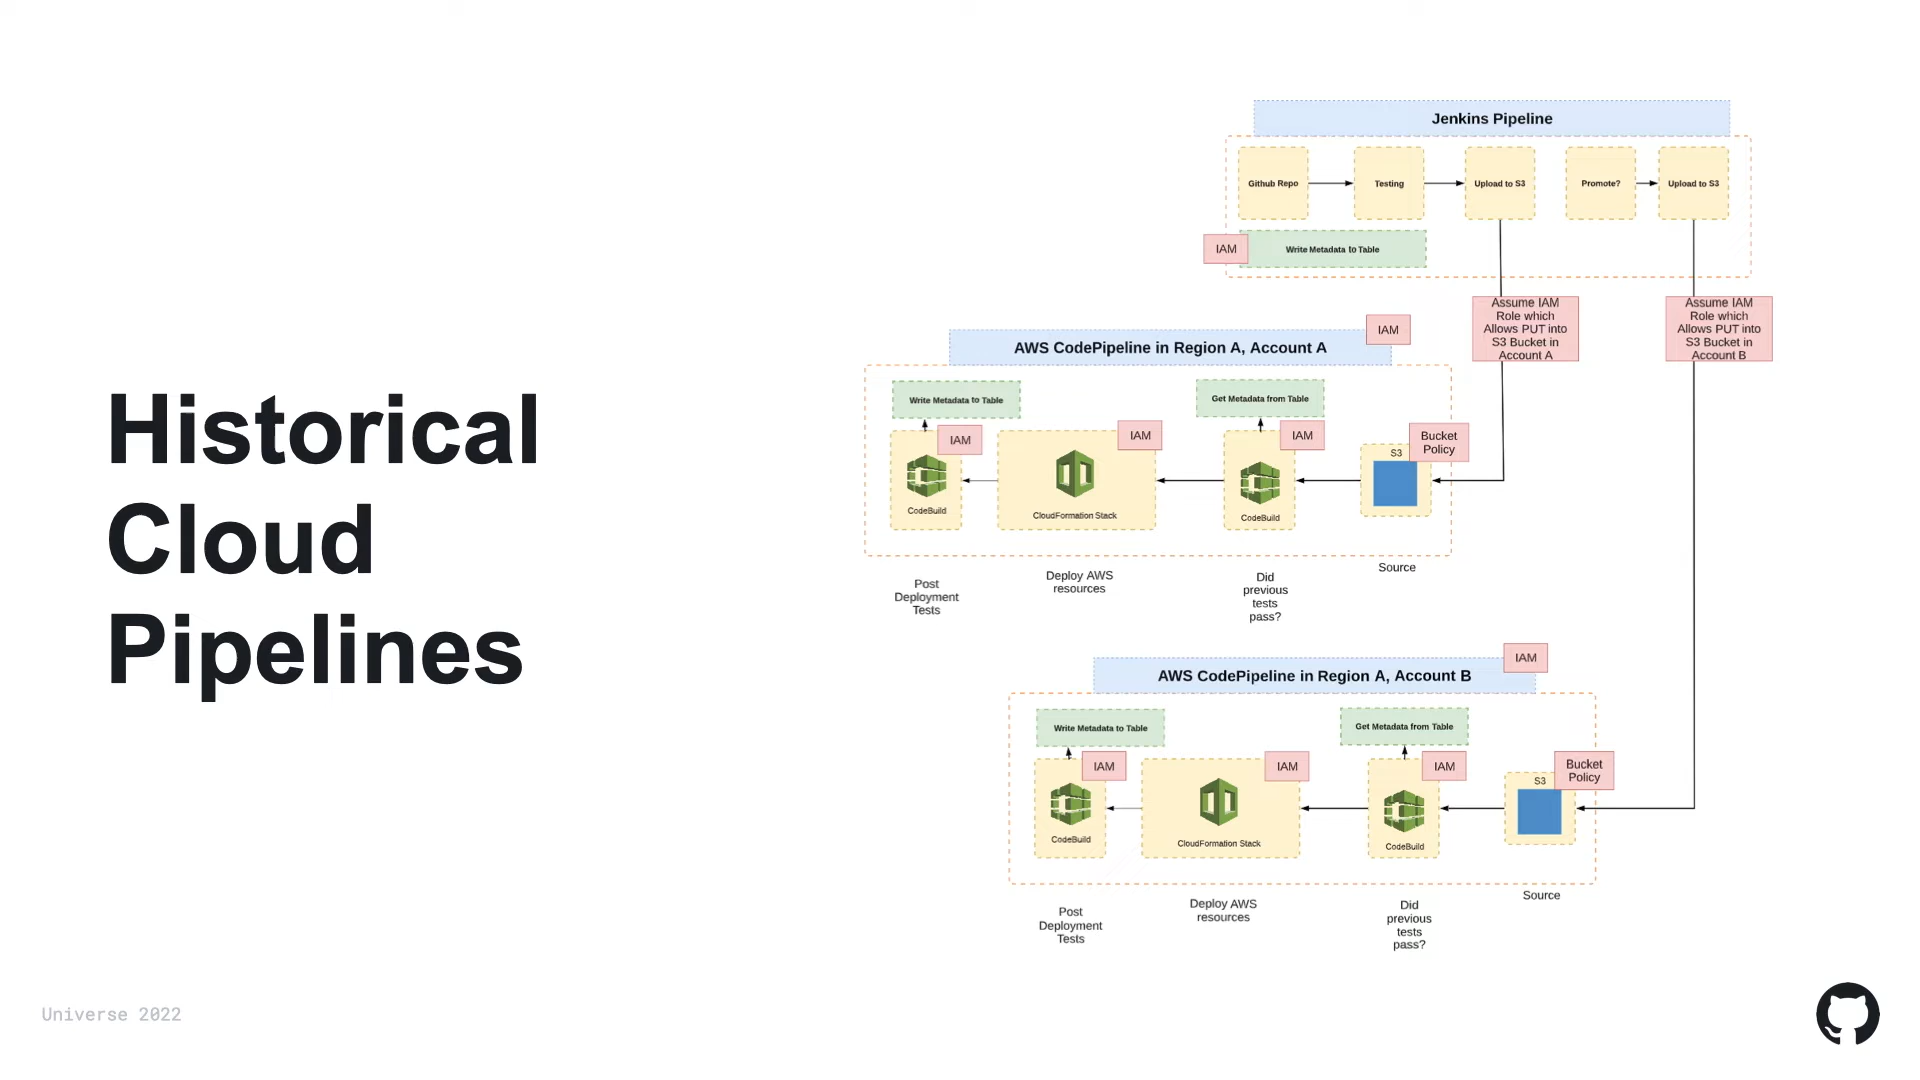 Historical
Cloud
Pipelines
Jenkins Pipeline
Github Repo
Testing
Upload to S3
Promote?
Upload to S3
IAM
Write Metadata to Table
Assume IAM
Role which
Allows PUT into
S3 Bucket in
Account A
Assume IAM
Role which
Allows PUT into
S3 Bucket in
Account B
IAM
AWS CodePipeline in Region A, Account A
Write Metadata to Table
Get Metadata from Table
IAM
IAM
IAM
Bucket
Policy
S3
CodeBuild
CloudFormation Stack
CodeBuild
Post
Deployment
Tests
Deploy AWS
resources
Did
previous
tests
pass?
Source
IAM
AWS CodePipeline in Region A, Account B
Write Metadata to Table
Get Metadata from Table
IAM
IAM
IAM
Bucket
Policy
S3
CodeBuild
CloudFormation Stack
CodeBuild
Post
Deployment
Tests
Deploy AWS
resources
Did
previous
tests
pass?
Source
Universe 2022